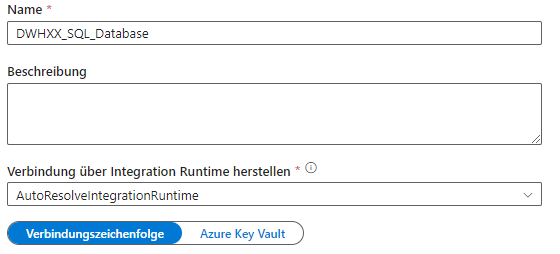 Name *
DWHXX_SQL_Database
Beschreibung
Verbindung über Integration Runtime herstellen *
AutoResolveIntegrationRuntime
Verbindungszeichenfolge Azure Key Vault